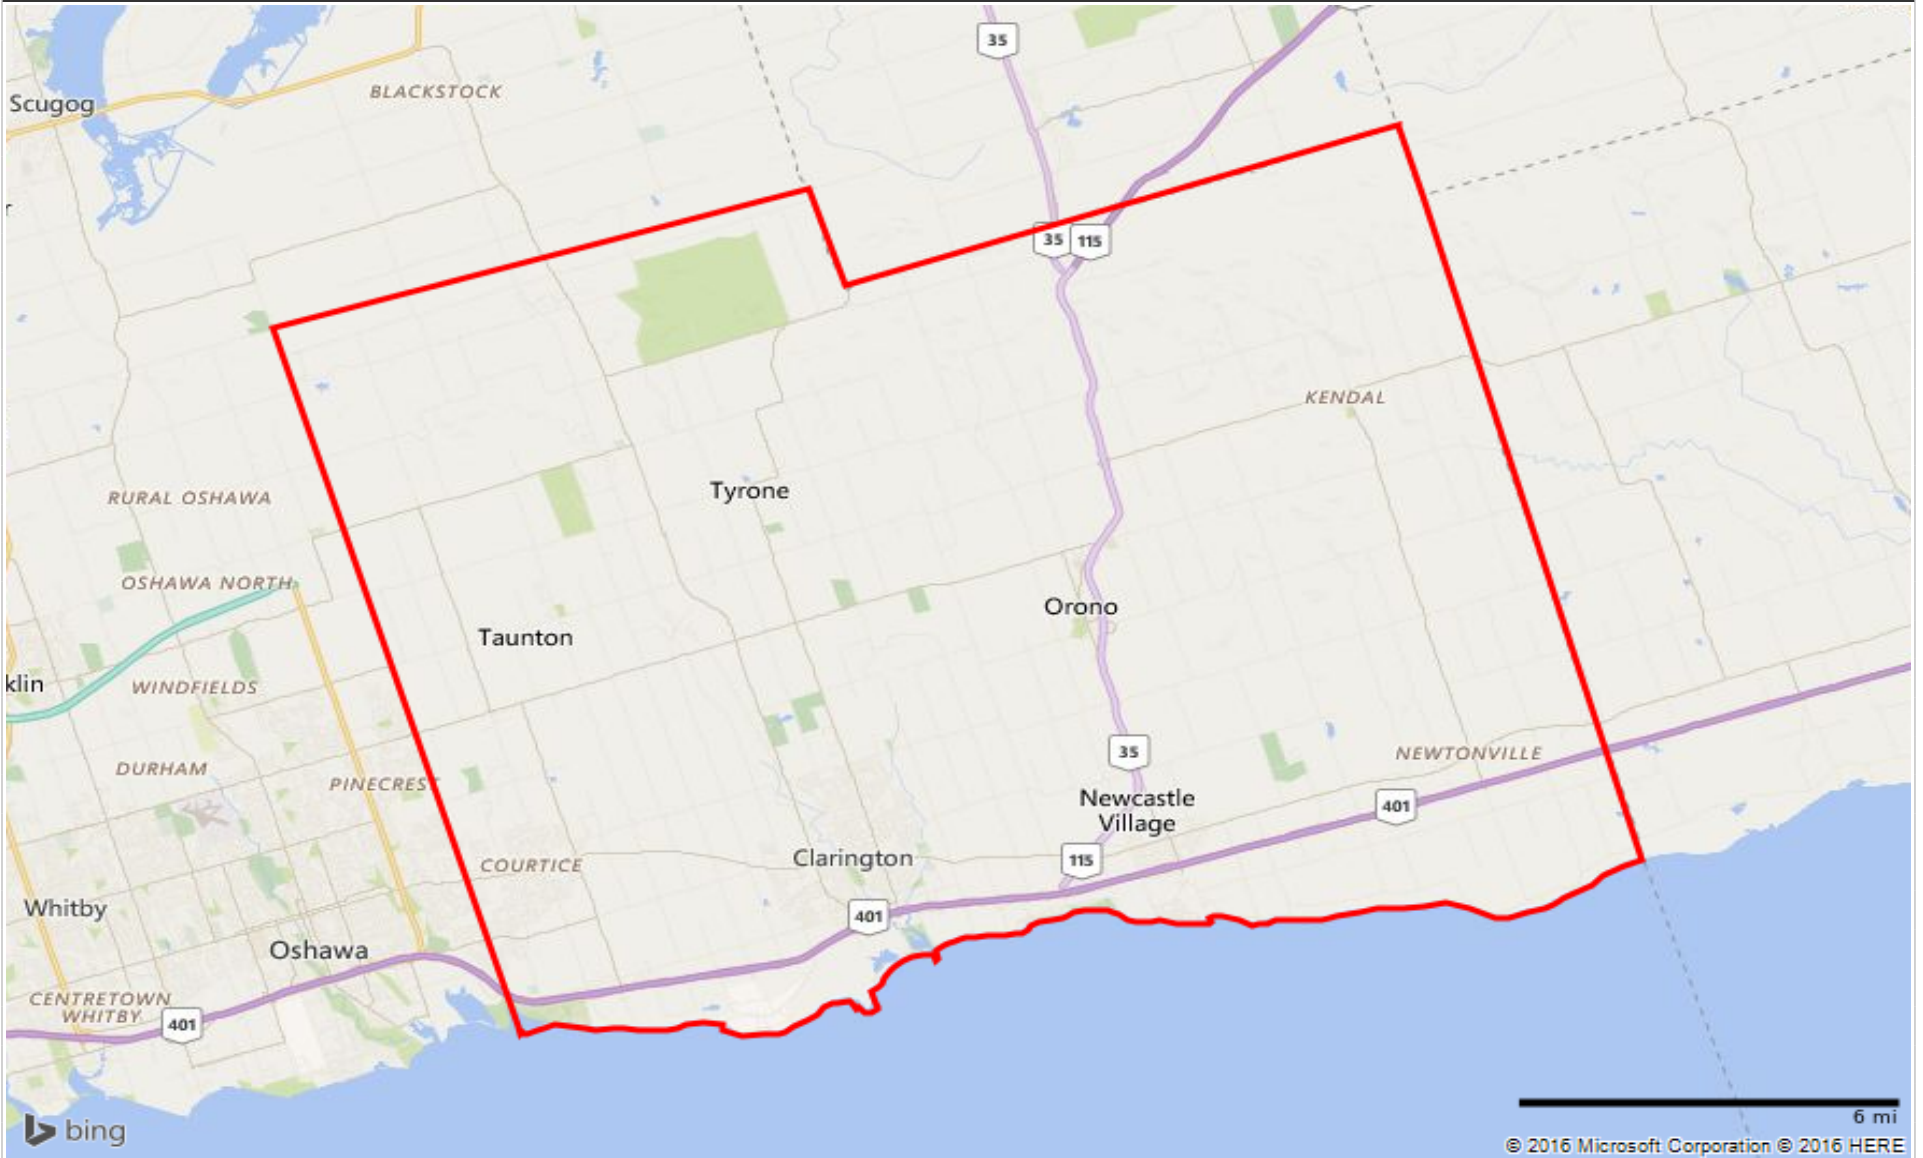 35
BLACKSTOCK
Scugog
r
35
115
KENDAL
RURAL OSHAWA
Tyrone
OSHAWA NORTH
Orono
Taunton
klin
WINDFIELDS
35
NEWTONVILLE
DURHAM
PINECREST
Newcastle
Village
401
115
Clarington
COURTICE
Whitby
401
Oshawa
CENTRETOWN
WHITBY
401
6 mi
bing
© 2016 Microsoft Corporation © 2016 HERE